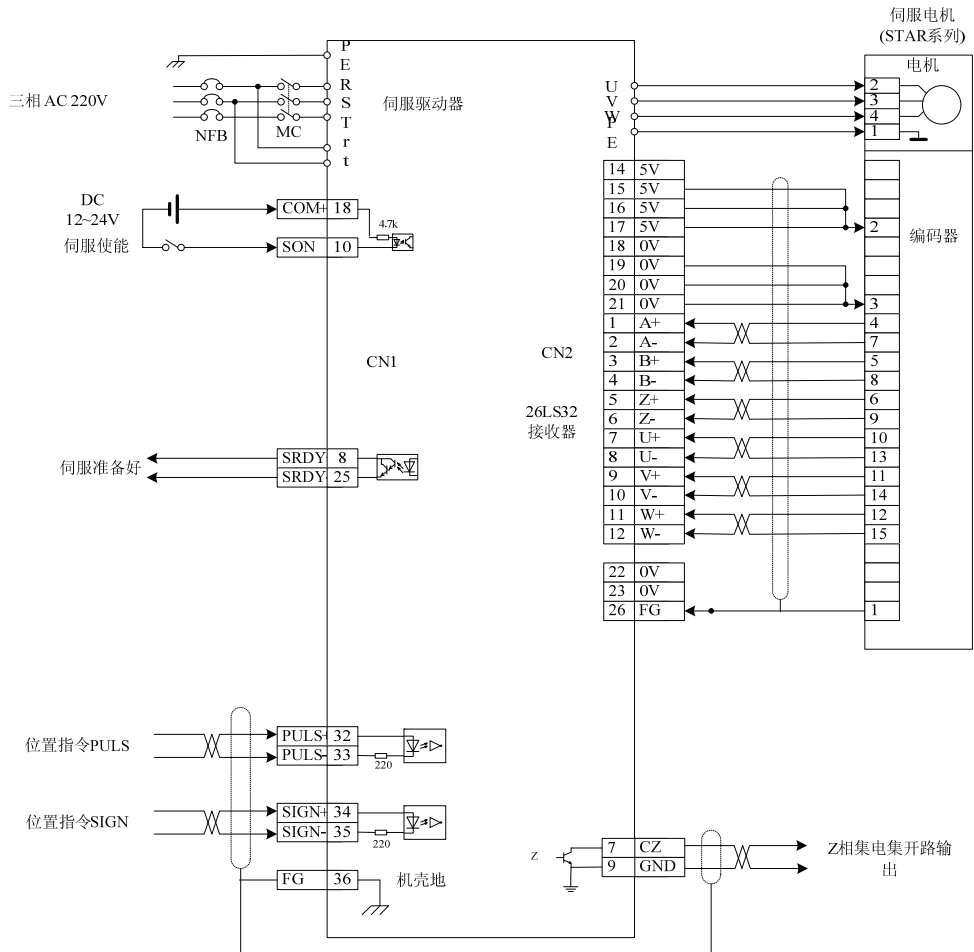 伺服电机
(STAR系列)
电机
三相 AC 220V
NFB
MC
P
E
R
S
T
r
t
伺服驱动器
U
V
W
P
E
2
3
4
1
DC
12~24V
伺服使能
COM+ 18
SON 10
4.7k
14 5V
15 5V
16 5V
17 5V
18 0V
19 0V
20 0V
21 0V
1 A+
2 A-
3 B+
4 B-
5 Z+
6 Z-
7 U+
8 U-
9 V+
10 V-
11 W+
12 W-
22 0V
23 0V
26 FG
2
3
4
7
5
8
6
9
10
13
11
14
12
15
1
编码器
CN1
CN2
26LS32
接收器
伺服准备好
SRDY 8
SRDY 25
位置指令PULS
PULS+ 32
PULS- 33
220
位置指令SIGN
SIGN+ 34
SIGN- 35
220
FG 36
机壳地
Z
7 CZ
9 GND
Z相集电集开路输
出